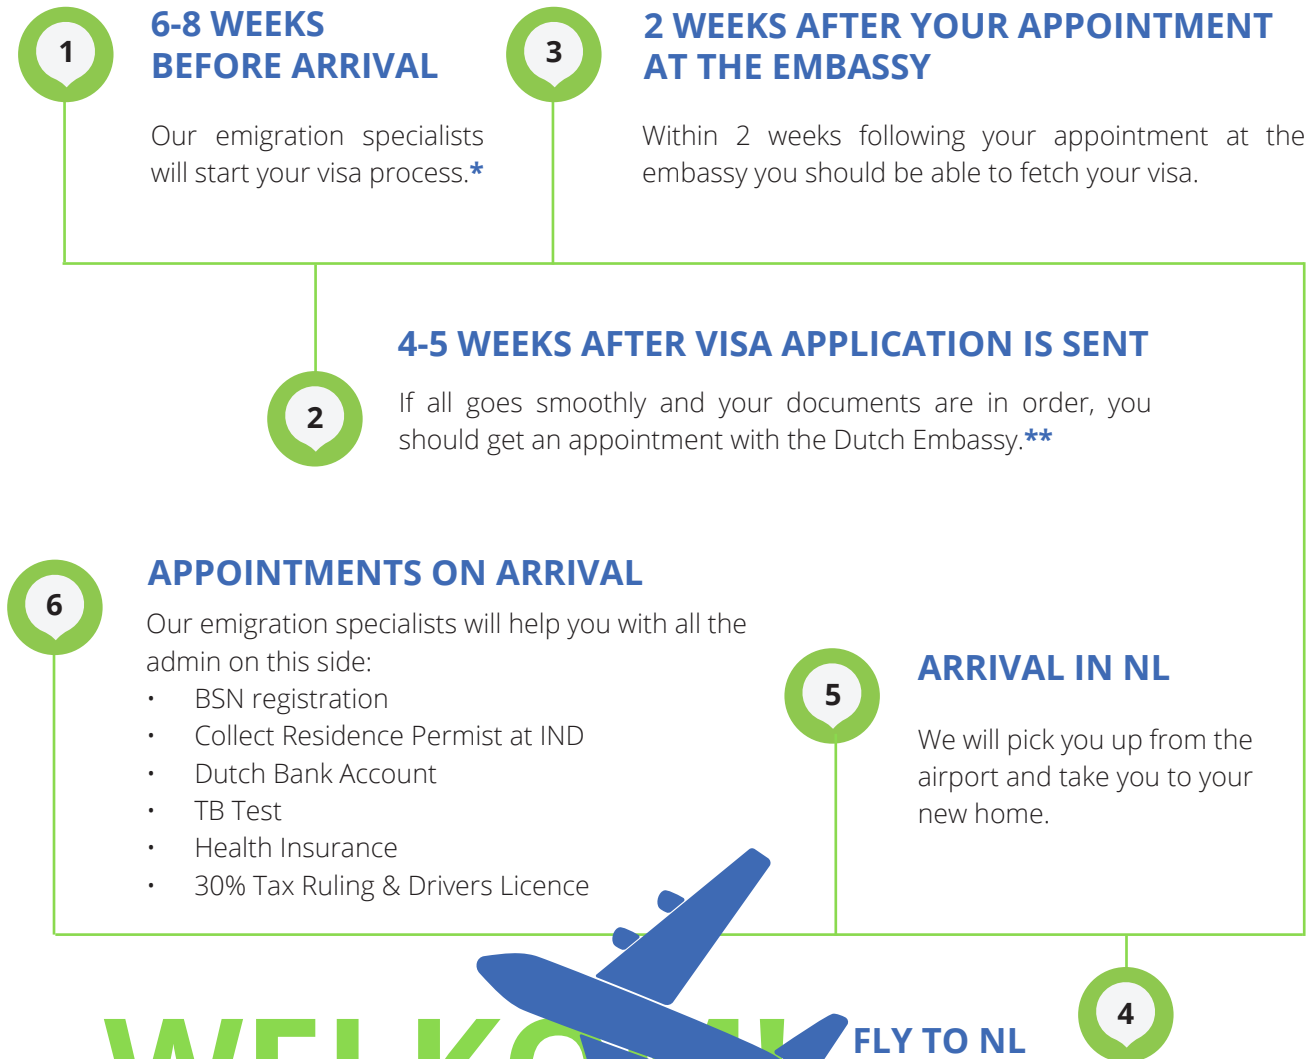 1
6-8 WEEKS
BEFORE ARRIVAL
Our emigration specialists
will start your visa process.*
3
2 WEEKS AFTER YOUR APPOINTMENT
AT THE EMBASSY
Within 2 weeks following your appointment at the
embassy you should be able to fetch your visa.
4-5 WEEKS AFTER VISA APPLICATION IS SENT
2
If all goes smoothly and your documents are in order, you
should get an appointment with the Dutch Embassy.**
6
APPOINTMENTS ON ARRIVAL
Our emigration specialists will help you with all the
admin on this side:
• BSN registration
• Collect Residence Permist at IND
• Dutch Bank Account
• TB Test
• Health Insurance
• 30% Tax Ruling & Drivers Licence
5
ARRIVAL IN NL
We will pick you up from the
airport and take you to your
new home.
4
FLY TO NL